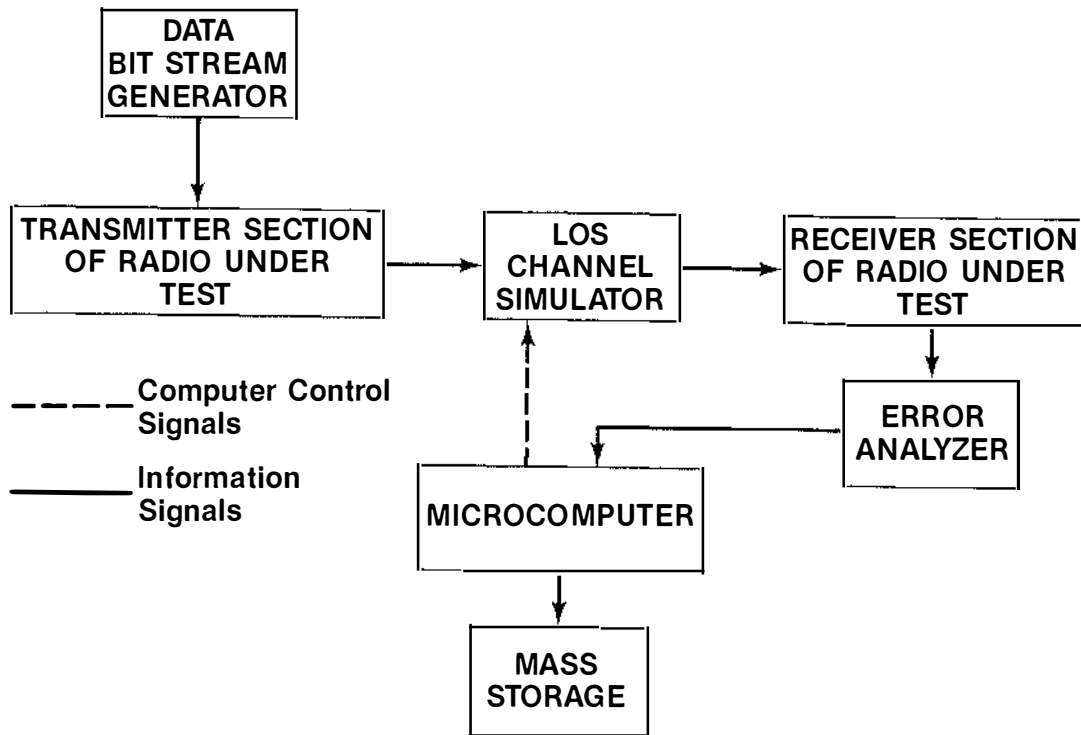 DATA
BIT STREAM
GENERATOR
TRANSMITTER SECTION
OF RADIO UNDER
TEST
LOS
CHANNEL
SIMULATOR
RECEIVER SECTION
OF RADIO UNDER
TEST
Computer Control
Signals
Information
Signals
ERROR
ANALYZER
MICROCOMPUTER
MASS
STORAGE